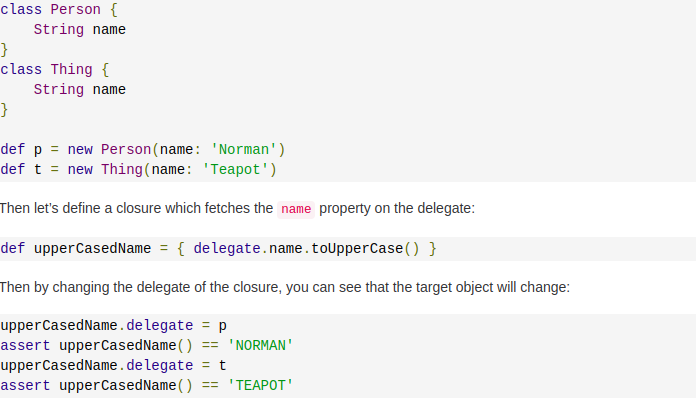 class Person {
    String name
}
class Thing {
    String name
}
def p = new Person(name: 'Norman')
def t = new Thing(name: 'Teapot')
Then let’s define a closure which fetches the name property on the delegate:
def upperCasedName = { delegate.name.toUpperCase() }
Then by changing the delegate of the closure, you can see that the target object will change:
upperCasedName.delegate = p
assert upperCasedName() == 'NORMAN'
upperCasedName.delegate = t
assert upperCasedName() == 'TEAPOT'